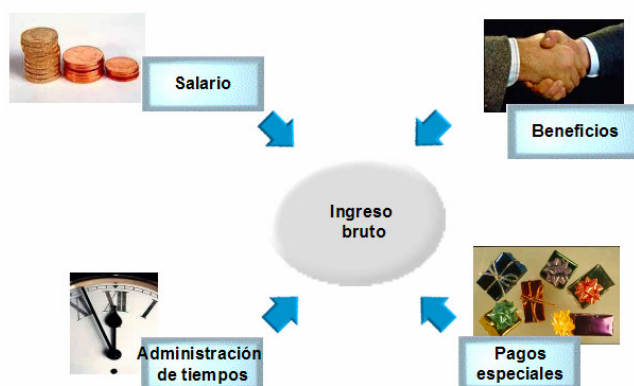 Salario
Beneficios
Ingreso
bruto
Administración
de tiempos
Pagos
especiales